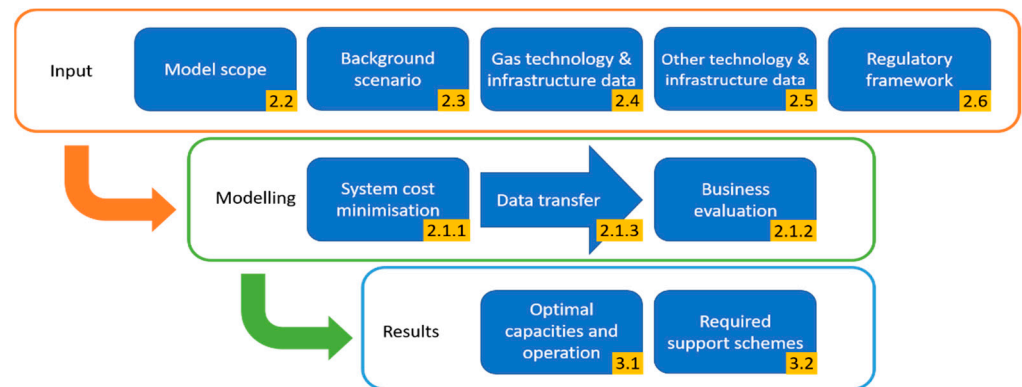 Input
Model scope
2.2
Background
scenario
2.3
Gas technology &
infrastructure data
2.4
Other technology &
infrastructure data
2.5
Regulatory
framework
2.6
Modelling
System cost
minimisation
2.1.1
Data transfer
2.1.3
Business
evaluation
2.1.2
Results
Optimal
capacities and
operation
3.1
Required
support schemes
3.2